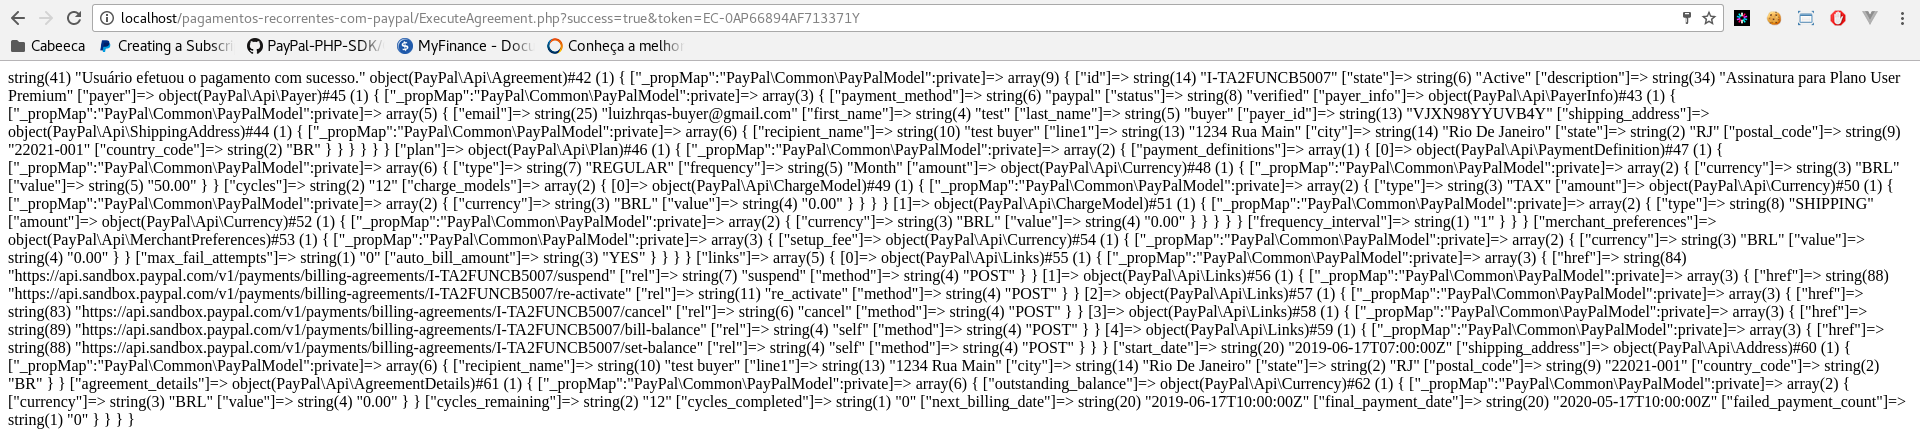 localhost/pagamentos-recorrentes-com-paypal/ExecuteAgreement.php?success=true&token=EC-0AP66894AF713371Y
Cabeeca Creating a Subscri PayPal-PHP-SDK/ MyFinance - Docu Conheça a melho
string(41) "Usuário efetuou o pagamento com sucesso." object(PayPal\Api\Agreement)#42 (1) { ["_propMap":"PayPal\Common\PayPalModel":private]=> array(9) { ["id"]=> string(14) "I-TA2FUNCB5007" ["state"]=> string(6) "Active" ["description"]=> string(34) "Assinatura para Plano User
Premium" ["payer"]=> object(PayPal\Api\Payer)#45 (1) { ["_propMap":"PayPal\Common\PayPalModel":private]=> array(3) { ["payment_method"]=> string(6) "paypal" ["status"]=> string(8) "verified" ["payer_info"]=> object(PayPal\Api\PayerInfo)#43 (1) {
["_propMap":"PayPal\Common\PayPalModel":private]=> array(5) { ["email"]=> string(25) "luizhrqas-buyer@gmail.com" ["first_name"]=> string(4) "test" ["last_name"]=> string(5) "buyer" ["payer_id"]=> string(13) "VJXN98YYUVB4Y" ["shipping_address"]=>
object(PayPal\Api\ShippingAddress)#44 (1) { ["_propMap":"PayPal\Common\PayPalModel":private]=> array(6) { ["recipient_name"]=> string(10) "test buyer" ["line1"]=> string(13) "1234 Rua Main" ["city"]=> string(14) "Rio De Janeiro" ["state"]=> string(2) "RJ" ["postal_code"]=> string(9)
"22021-001" ["country_code"]=> string(2) "BR" } } } } } } ["plan"]=> object(PayPal\Api\Plan)#46 (1) { ["_propMap":"PayPal\Common\PayPalModel":private]=> array(2) { ["payment_definitions"]=> array(1) { [0]=> object(PayPal\Api\PaymentDefinition)#47 (1) {
["_propMap":"PayPal\Common\PayPalModel":private]=> array(6) { ["type"]=> string(7) "REGULAR" ["frequency"]=> string(5) "Month" ["amount"]=> object(PayPal\Api\Currency)#48 (1) { ["_propMap":"PayPal\Common\PayPalModel":private]=> array(2) { ["currency"]=> string(3) "BRL"
["value"]=> string(5) "50.00" } } ["cycles"]=> string(2) "12" ["charge_models"]=> array(2) { [0]=> object(PayPal\Api\ChargeModel)#49 (1) { ["_propMap":"PayPal\Common\PayPalModel":private]=> array(2) { ["type"]=> string(3) "TAX" ["amount"]=> object(PayPal\Api\Currency)#50 (1) {
["_propMap":"PayPal\Common\PayPalModel":private]=> array(2) { ["currency"]=> string(3) "BRL" ["value"]=> string(4) "0.00" } } } } [1]=> object(PayPal\Api\ChargeModel)#51 (1) { ["_propMap":"PayPal\Common\PayPalModel":private]=> array(2) { ["type"]=> string(8) "SHIPPING"
["amount"]=> object(PayPal\Api\Currency)#52 (1) { ["_propMap":"PayPal\Common\PayPalModel":private]=> array(2) { ["currency"]=> string(3) "BRL" ["value"]=> string(4) "0.00" } } } } } ["frequency_interval"]=> string(1) "1" } } } ["merchant_preferences"]=>
object(PayPal\Api\MerchantPreferences)#53 (1) { ["_propMap":"PayPal\Common\PayPalModel":private]=> array(3) { ["setup_fee"]=> object(PayPal\Api\Currency)#54 (1) { ["_propMap":"PayPal\Common\PayPalModel":private]=> array(2) { ["currency"]=> string(3) "BRL" ["value"]=>
string(4) "0.00" } } ["max_fail_attempts"]=> string(1) "0" ["auto_bill_amount"]=> string(3) "YES" } } } } ["links"]=> array(5) { [0]=> object(PayPal\Api\Links)#55 (1) { ["_propMap":"PayPal\Common\PayPalModel":private]=> array(3) { ["href"]=> string(84)
"https://api.sandbox.paypal.com/v1/payments/billing-agreements/I-TA2FUNCB5007/suspend" ["rel"]=> string(7) "suspend" ["method"]=> string(4) "POST" } } [1]=> object(PayPal\Api\Links)#56 (1) { ["_propMap":"PayPal\Common\PayPalModel":private]=> array(3) { ["href"]=> string(88)
"https://api.sandbox.paypal.com/v1/payments/billing-agreements/I-TA2FUNCB5007/re-activate" ["rel"]=> string(11) "re_activate" ["method"]=> string(4) "POST" } } [2]=> object(PayPal\Api\Links)#57 (1) { ["_propMap":"PayPal\Common\PayPalModel":private]=> array(3) { ["href"]=>
string(83) "https://api.sandbox.paypal.com/v1/payments/billing-agreements/I-TA2FUNCB5007/cancel" ["rel"]=> string(6) "cancel" ["method"]=> string(4) "POST" } } [3]=> object(PayPal\Api\Links)#58 (1) { ["_propMap":"PayPal\Common\PayPalModel":private]=> array(3) { ["href"]=>
string(89) "https://api.sandbox.paypal.com/v1/payments/billing-agreements/I-TA2FUNCB5007/bill-balance" ["rel"]=> string(4) "self" ["method"]=> string(4) "POST" } } [4]=> object(PayPal\Api\Links)#59 (1) { ["_propMap":"PayPal\Common\PayPalModel":private]=> array(3) { ["href"]=>
string(88) "https://api.sandbox.paypal.com/v1/payments/billing-agreements/I-TA2FUNCB5007/set-balance" ["rel"]=> string(4) "self" ["method"]=> string(4) "POST" } } } ["start_date"]=> string(20) "2019-06-17T07:00:00Z" ["shipping_address"]=> object(PayPal\Api\Address)#60 (1) {
["_propMap":"PayPal\Common\PayPalModel":private]=> array(6) { ["recipient_name"]=> string(10) "test buyer" ["line1"]=> string(13) "1234 Rua Main" ["city"]=> string(14) "Rio De Janeiro" ["state"]=> string(2) "RJ" ["postal_code"]=> string(9) "22021-001" ["country_code"]=> string(2)
"BR" } } ["agreement_details"]=> object(PayPal\Api\AgreementDetails)#61 (1) { ["_propMap":"PayPal\Common\PayPalModel":private]=> array(6) { ["outstanding_balance"]=> object(PayPal\Api\Currency)#62 (1) { ["_propMap":"PayPal\Common\PayPalModel":private]=> array(2) {
["currency"]=> string(3) "BRL" ["value"]=> string(4) "0.00" } } ["cycles_remaining"]=> string(2) "12" ["cycles_completed"]=> string(1) "0" ["next_billing_date"]=> string(20) "2019-06-17T10:00:00Z" ["final_payment_date"]=> string(20) "2020-05-17T10:00:00Z" ["failed_payment_count"]=>
string(1) "0" } } } }